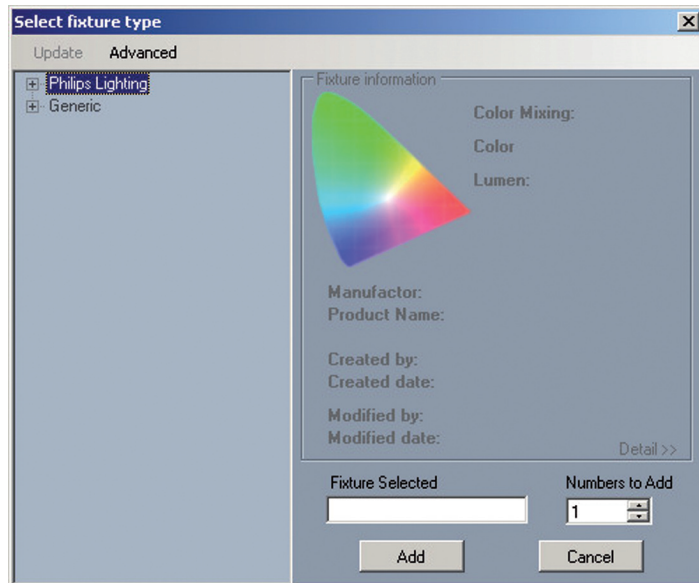 Select fixture type
Update Advanced
Philips Lighting
Generic
Fixture information
Color Mixing:
Color
Lumen:
Manufactor:
Product Name:
Created by:
Created date:
Modified by:
Modified date:
Detail >>
Fixture Selected Numbers to Add
1
Add Cancel